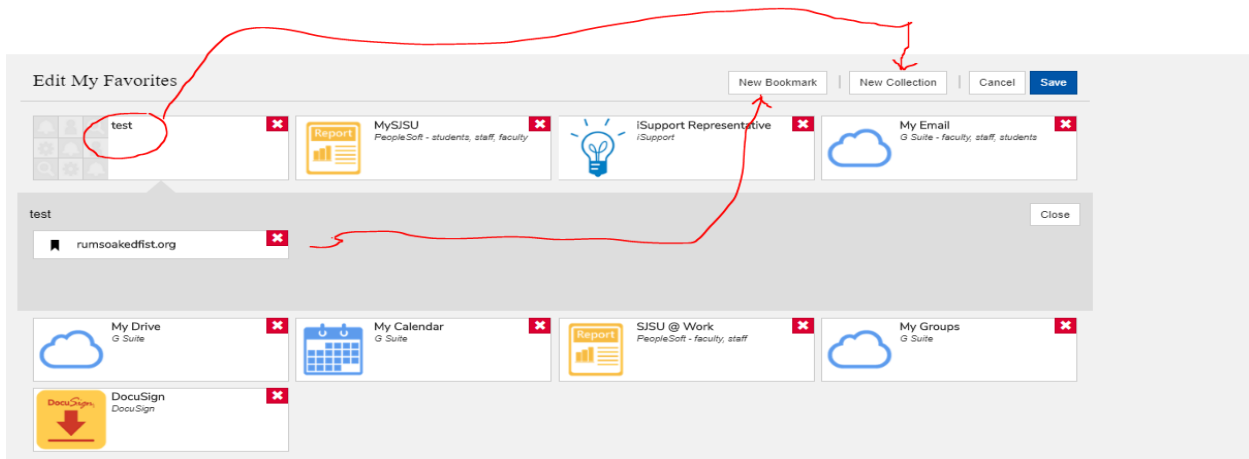 Edit My Favorites
New Bookmark | New Collection | Cancel Save
test
MySJSU
PeopleSoft - students, staff, faculty
iSupport Representative
iSupport
My Email
G Suite - faculty, staff, students
Report
test
Close
rumsoakedfist.org
My Drive
G Suite
My Calendar
G Suite
SJSU @ Work
PeopleSoft - faculty, staff
My Groups
G Suite
Report
DocuSign
DocuSign
DocuSign